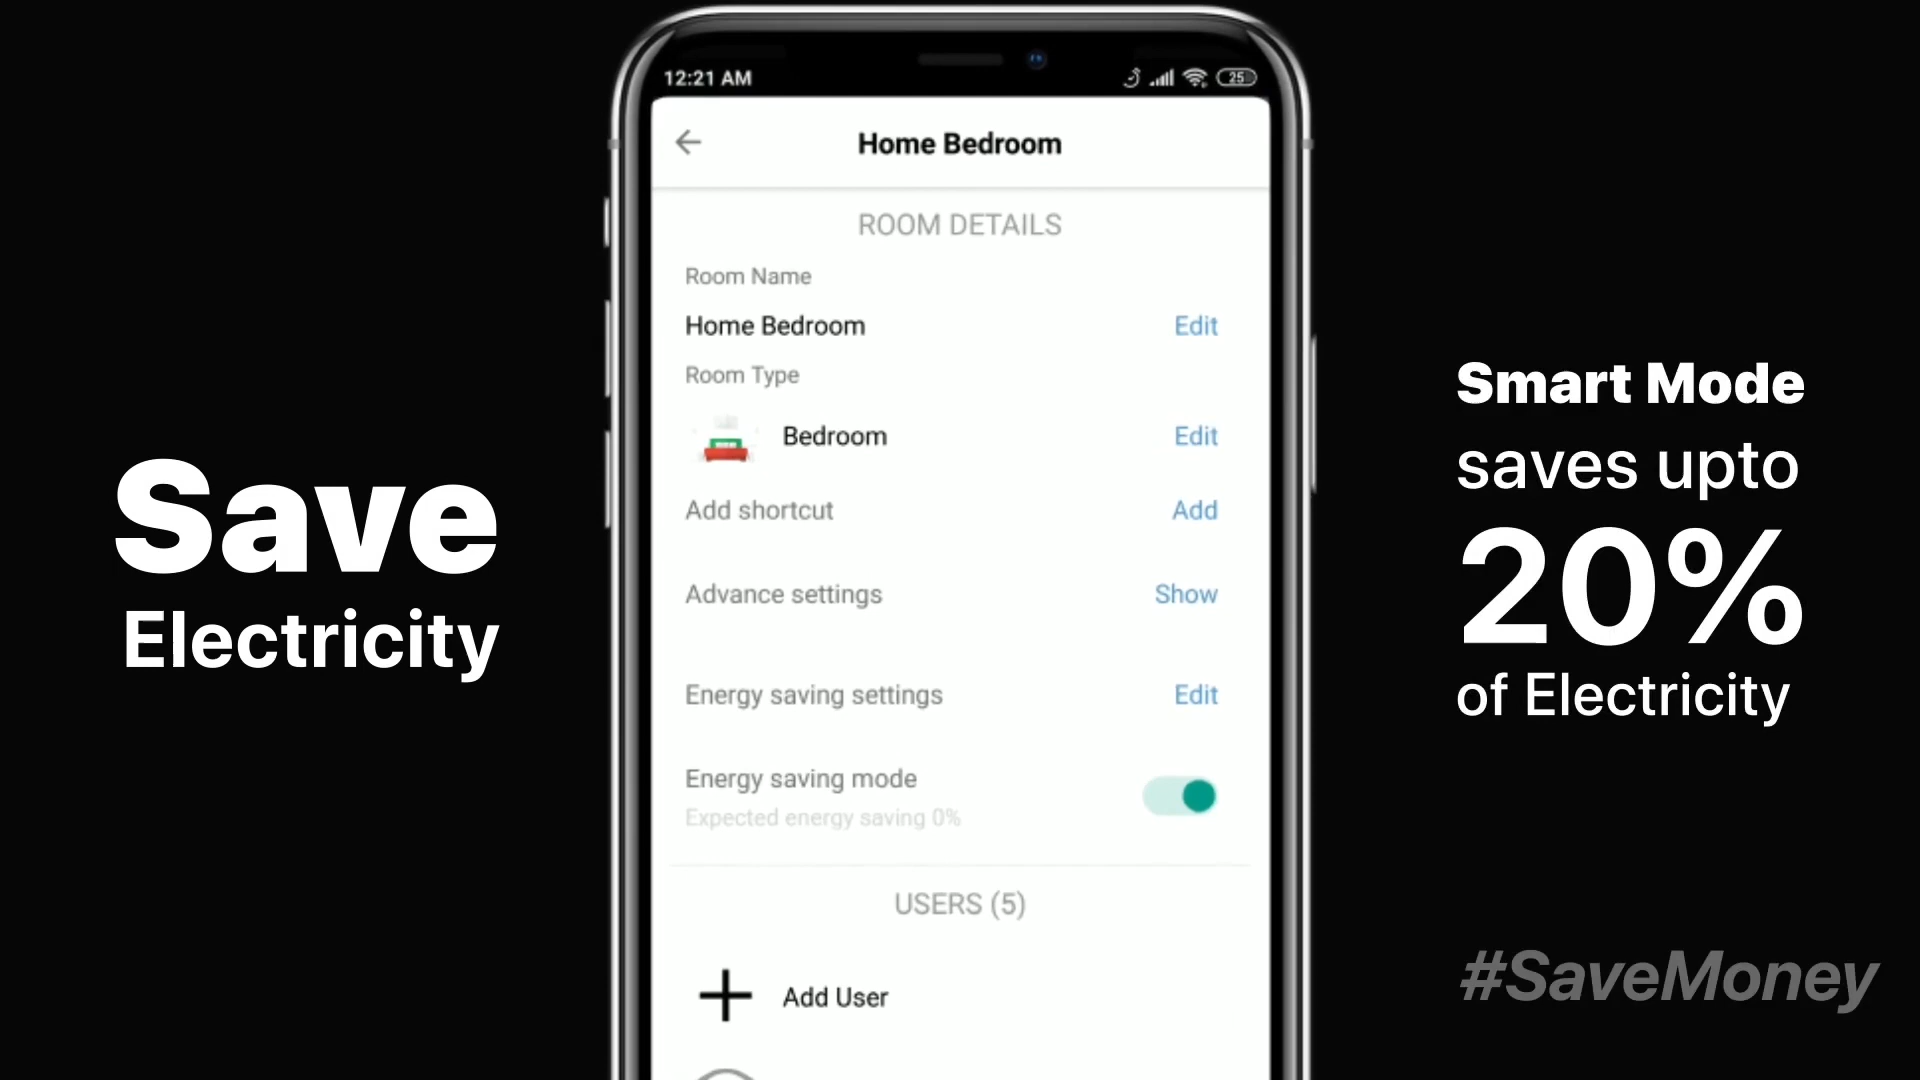 Save
Electricity
12:21 AM
25
Home Bedroom
ROOM DETAILS
Room Name
Home Bedroom Edit
Room Type
Bedroom Edit
Add shortcut Add
Advance settings Show
Energy saving settings Edit
Energy saving mode
Expected energy saving 0%
USERS (5)
Add User
Smart Mode
saves upto
20%
of Electricity
#SaveMoney